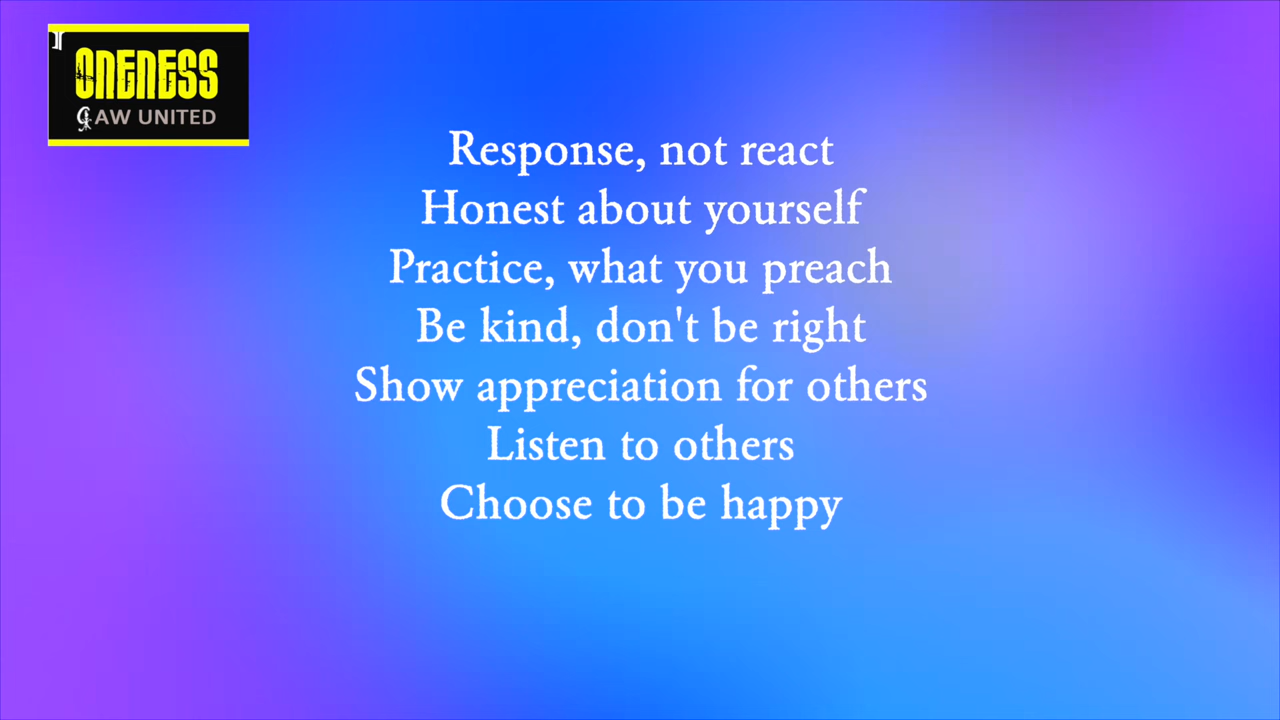 ONENESS
AW UNITED
Response, not react
Honest about yourself
Practice, what you preach
Be kind, don't be right
Show appreciation for others
Listen to others
Choose to be happy